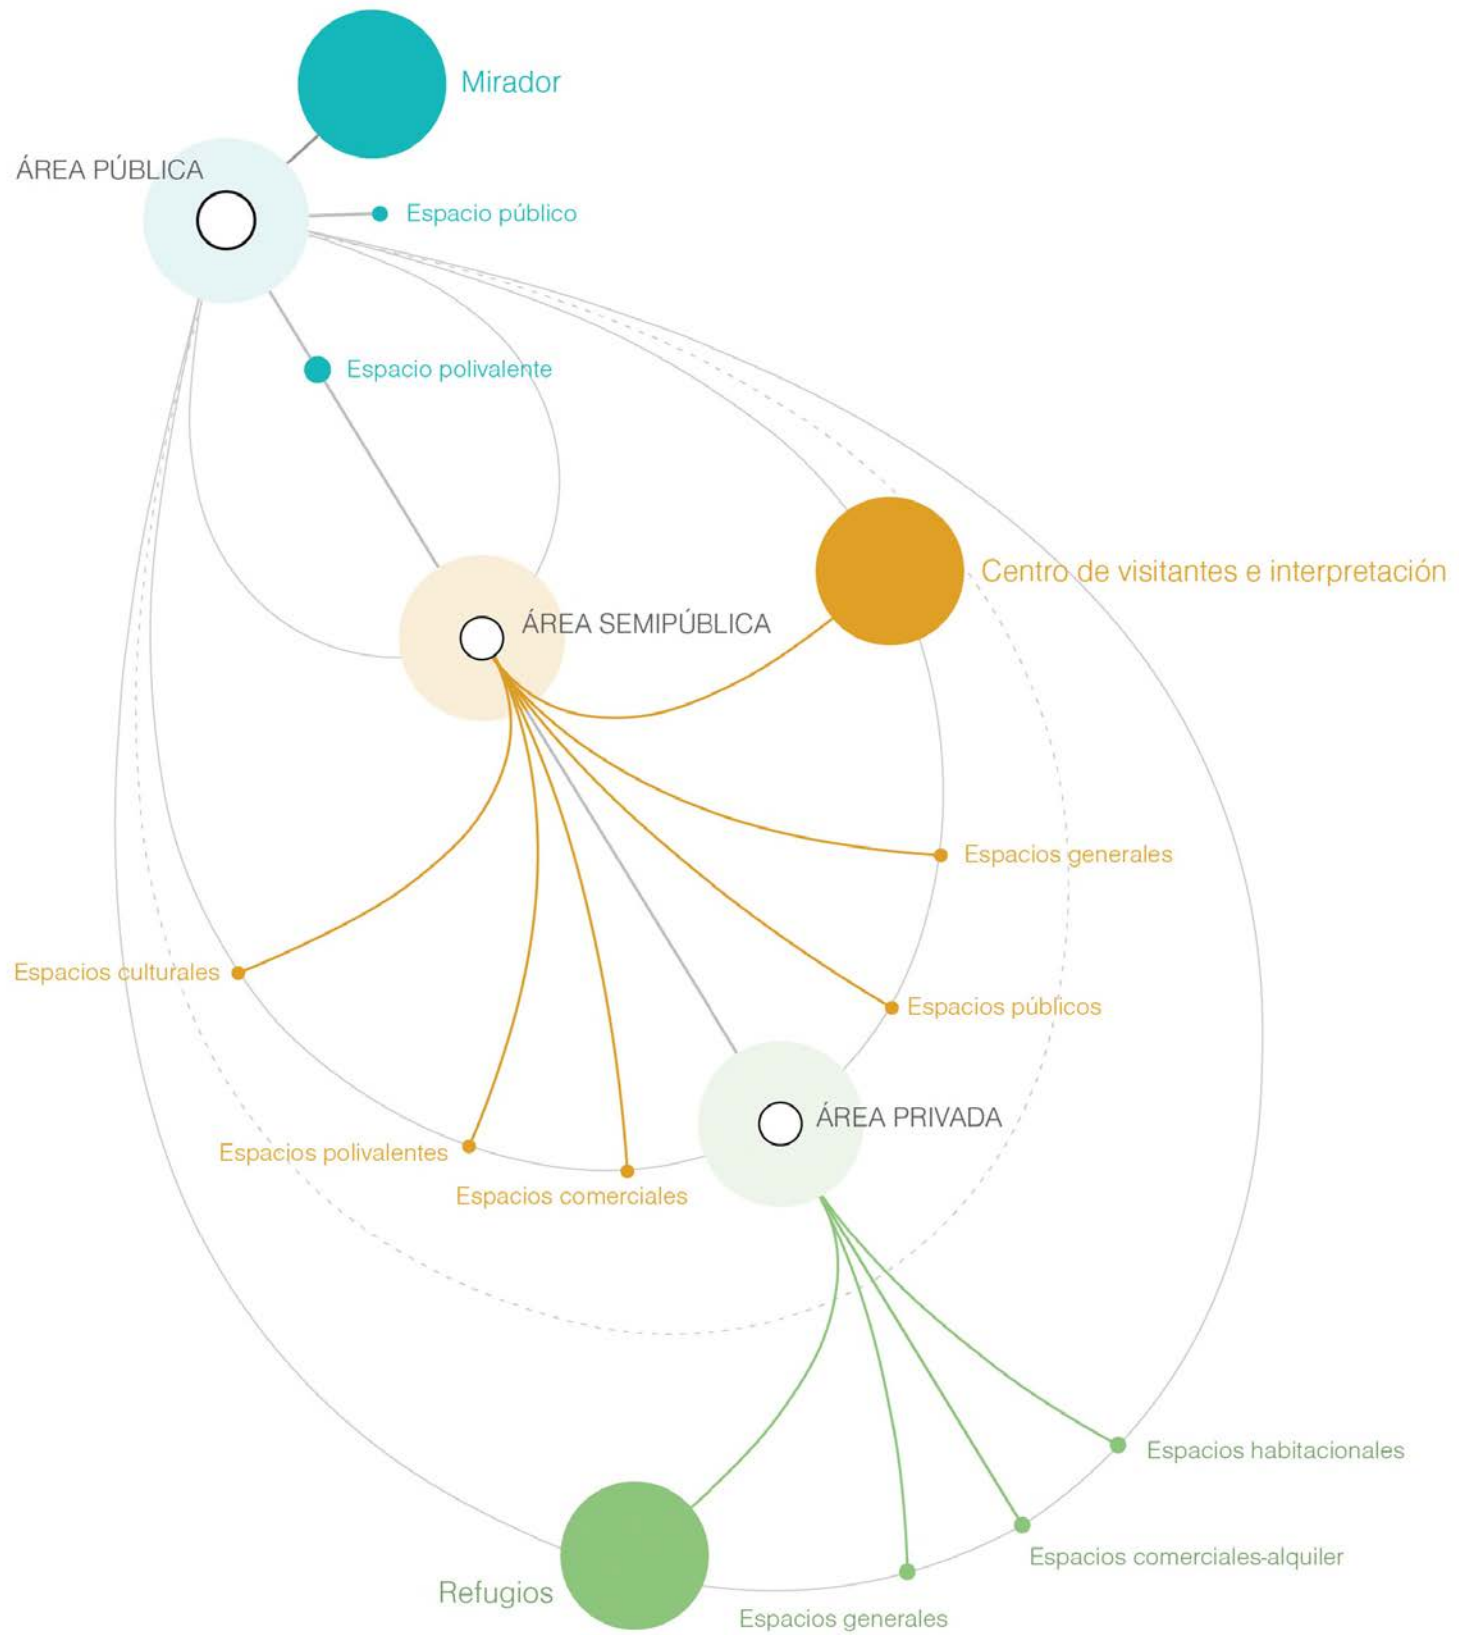 Mirador
ÁREA PÚBLICA
Espacio público
Espacio polivalente
Centro de visitantes e interpretación
ÁREA SEMIPÚBLICA
Espacios generales
Espacios culturales
Espacios públicos
ÁREA PRIVADA
Espacios polivalentes
Espacios comerciales
Espacios habitacionales
Espacios comerciales-alquiler
Refugios
Espacios generales